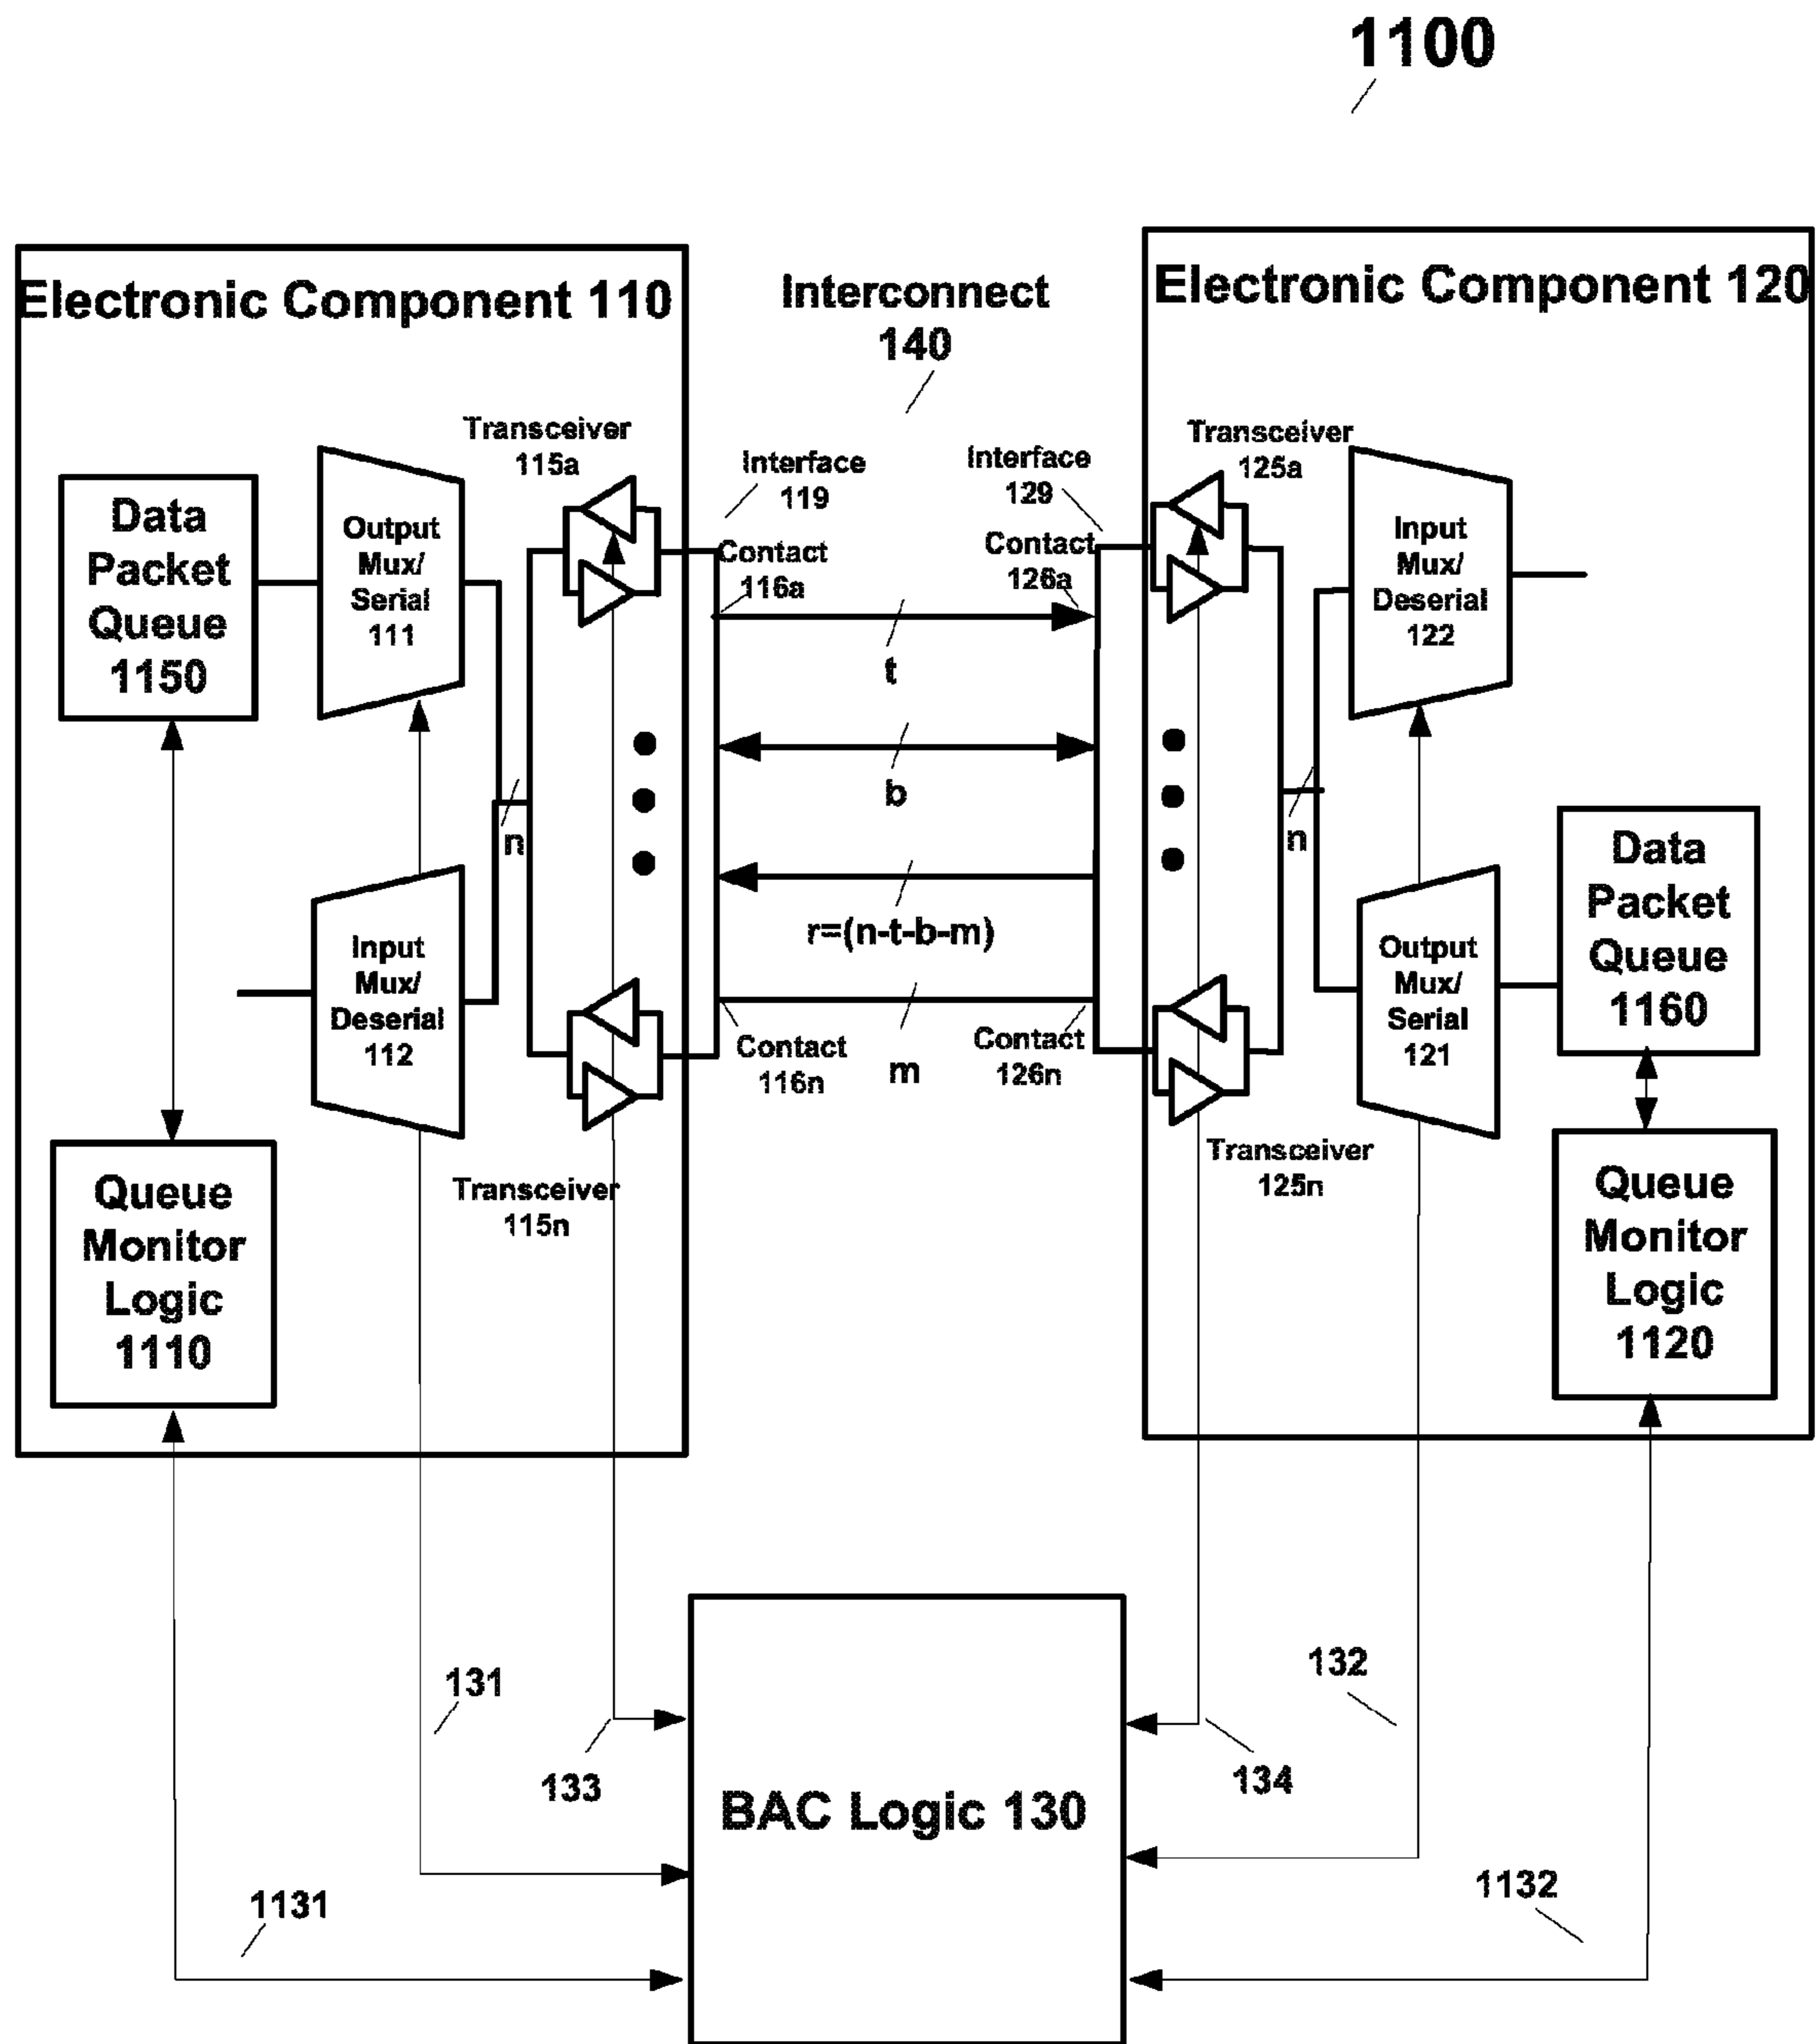 1100
Electronic Component 110
Interconnect
140
Electronic Component 120
Transceiver
115a
Interface
119
Interface
129
Transceiver
125a
Data
Packet
Queue
1150
Output
Mux/
Serial
111
Contact
116a
Contact
126a
Input
Mux/
Deserial
122
t
b
n
n
r=(n-t-b-m)
Input
Mux/
Deserial
112
Output
Mux/
Serial
121
Data
Packet
Queue
1160
Contact
116n
m
Contact
126n
Queue
Monitor
Logic
1110
Transceiver
115n
Transceiver
125n
Queue
Monitor
Logic
1120
131
133
132
134
BAC Logic 130
1131
1132